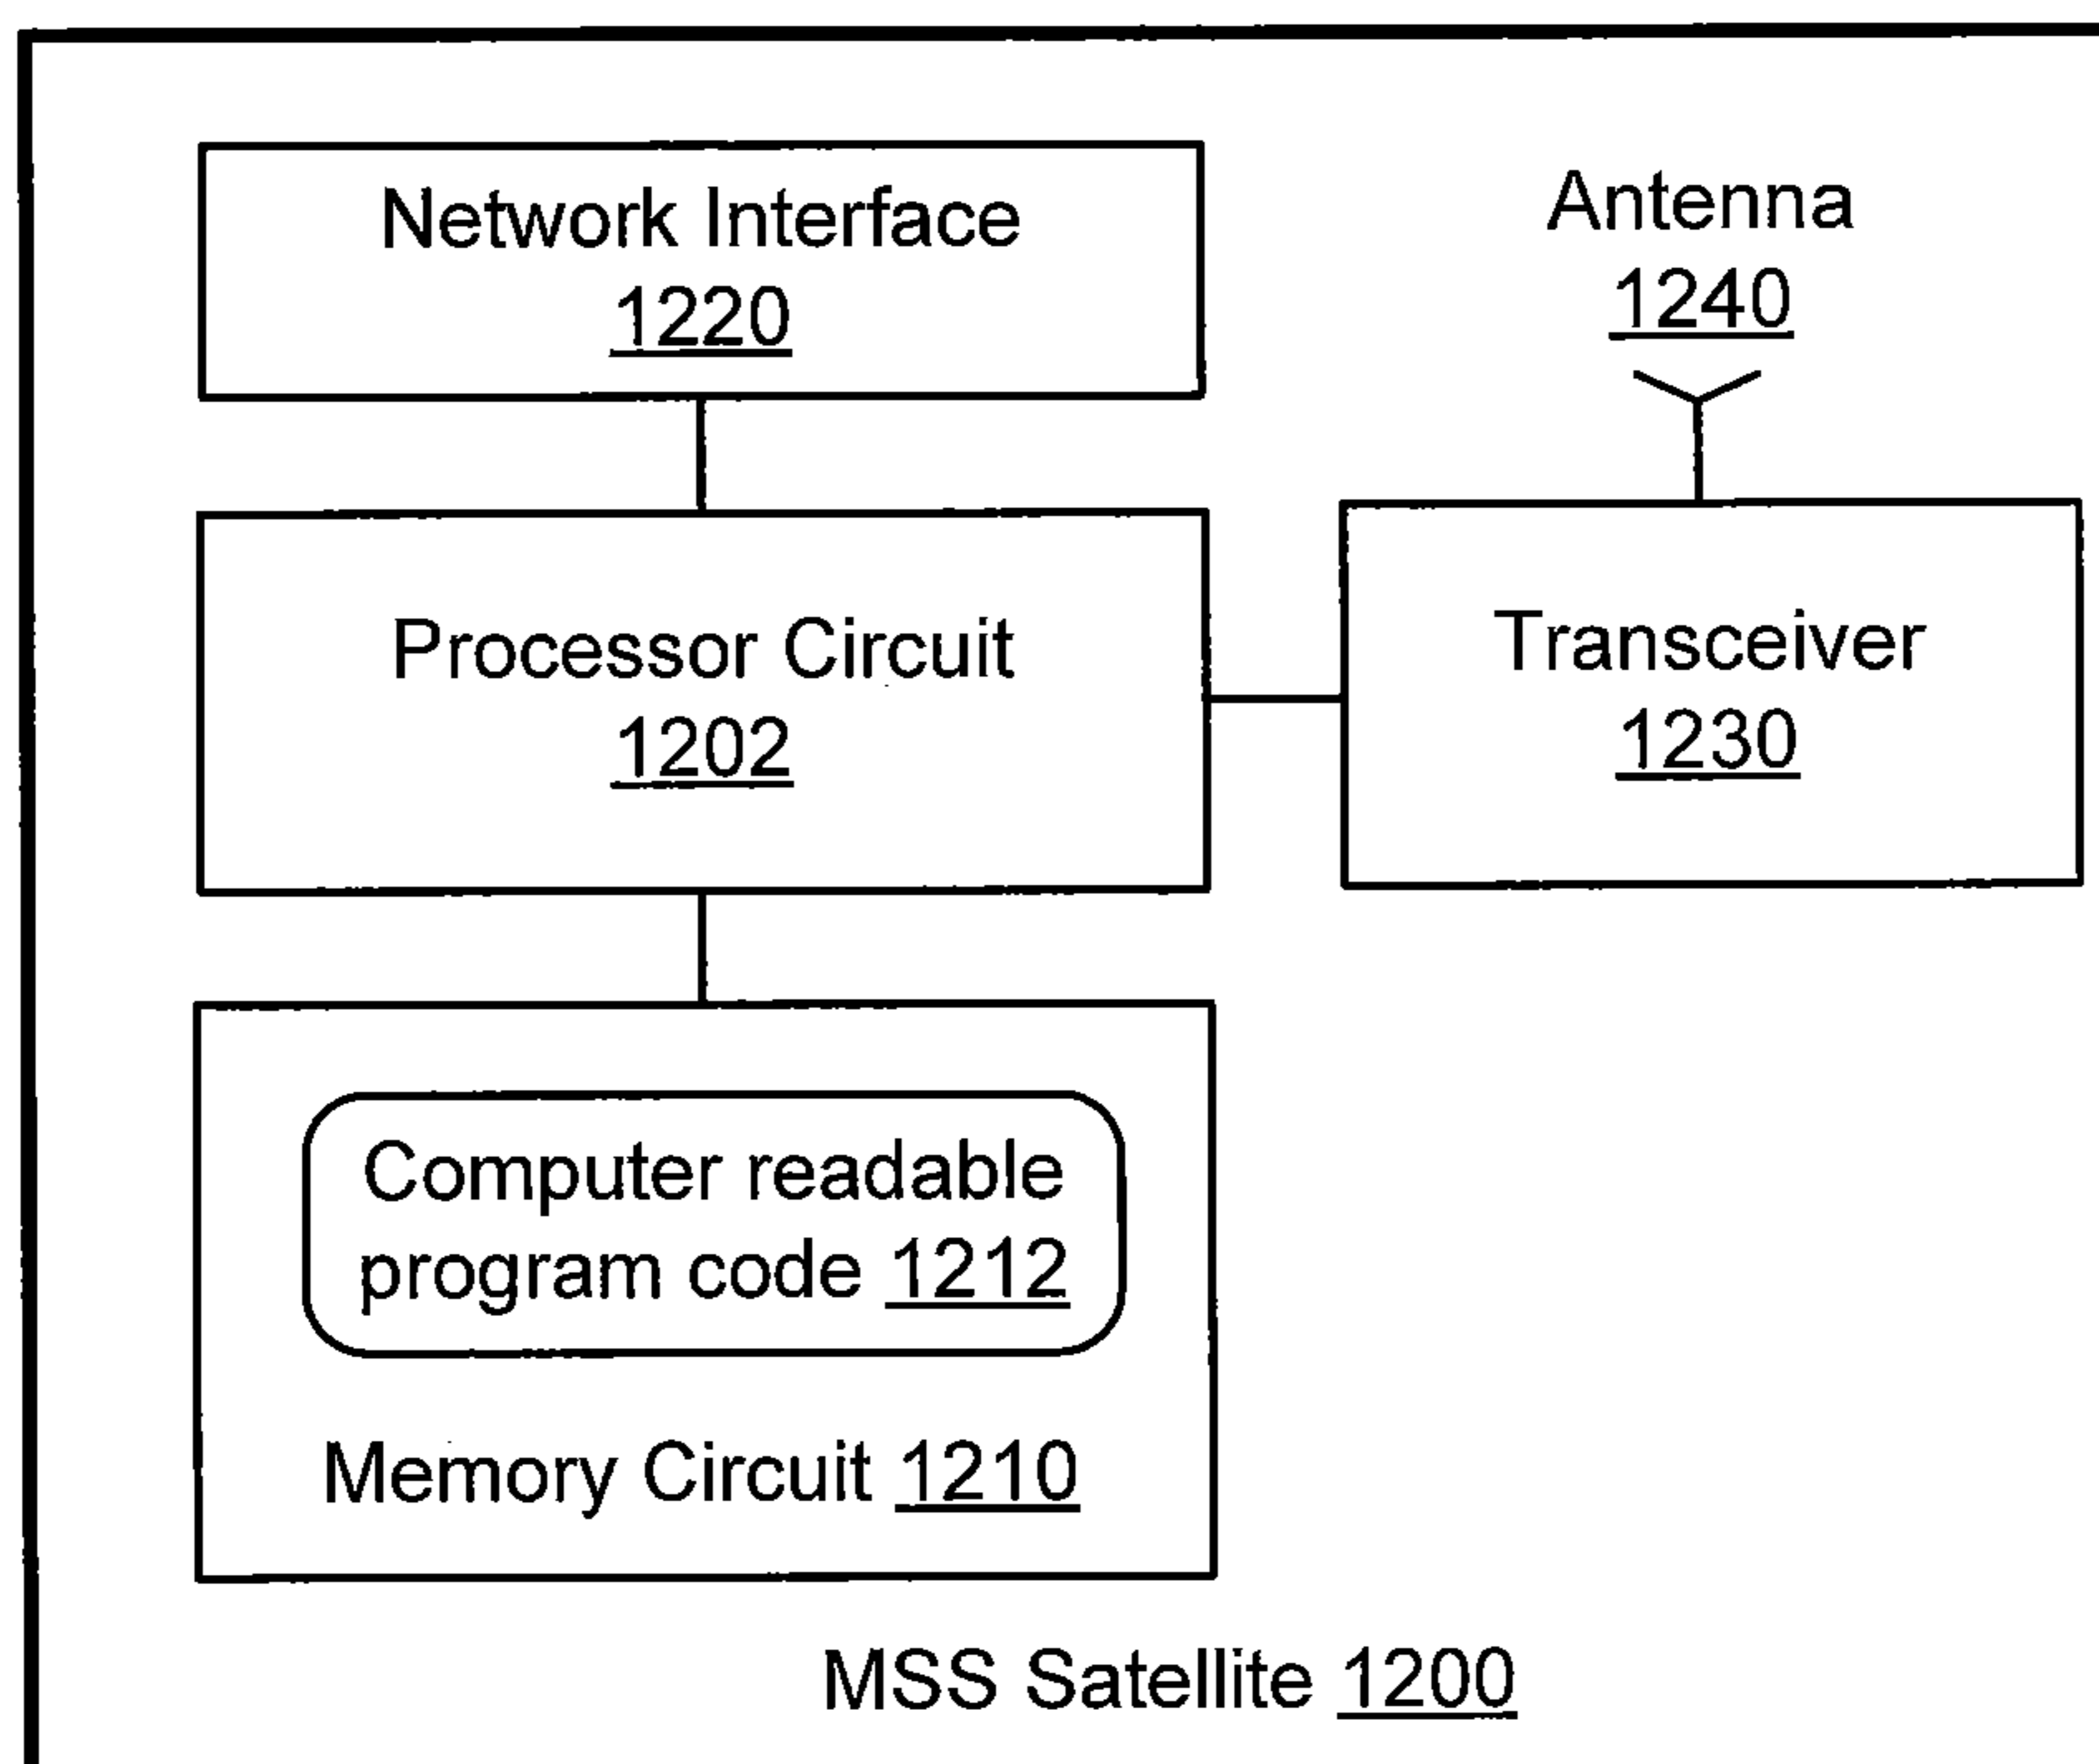 Network Interface
1220
Antenna
1240
Processor Circuit
1202
Transceiver
1230
Computer readable
program code 1212
Memory Circuit 1210
MSS Satellite 1200